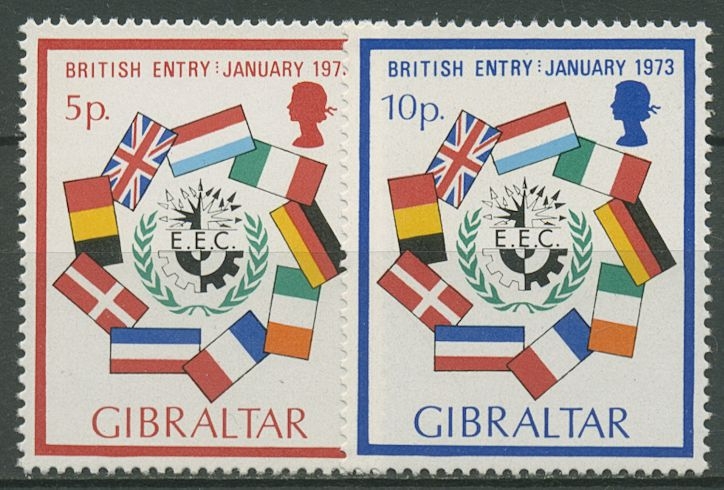 BRITISH ENTRY : JANUARY 197
5p.
E.E.C.
GIBRALTAR
BRITISH ENTRY : JANUARY 1973
10p.
E.E.C.
GIBRALTAR